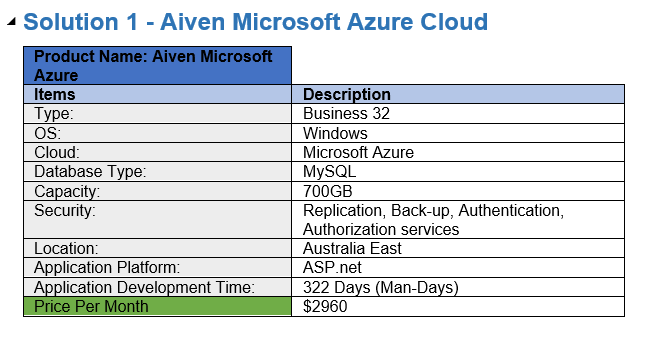 Solution 1 - Aiven Microsoft Azure Cloud
Product Name: Aiven Microsoft
Azure
Items Description
Type: Business 32
OS: Windows
Cloud: Microsoft Azure
Database Type: MySQL
Capacity: 700GB
Security: Replication, Back-up, Authentication,
Authorization services
Location: Australia East
Application Platform: ASP.net
Application Development Time: 322 Days (Man-Days)
Price Per Month $2960